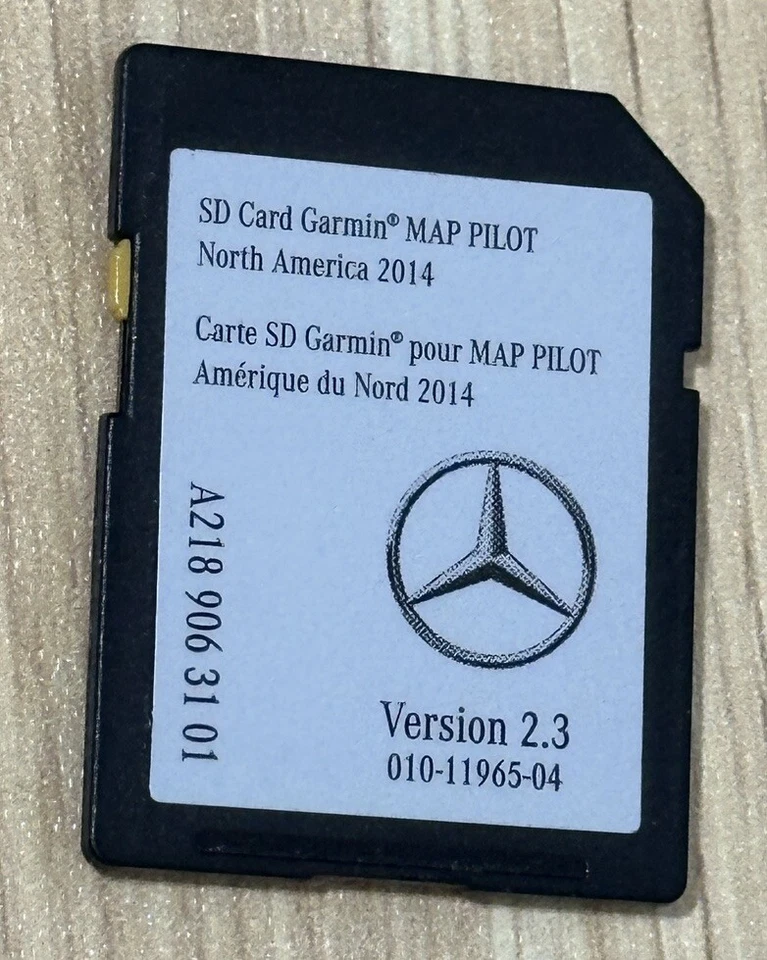 SD Card Garmin® MAP PILOT
North America 2014
Carte SD Garmin® pour MAP PILOT
Amérique du Nord 2014
A218 906 31 01
Version 2.3
010-11965-04